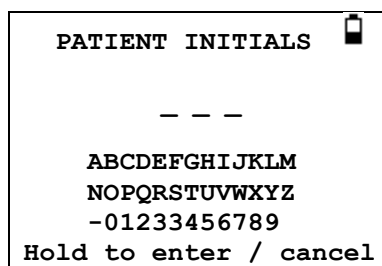 PATIENT INITIALS
_ _ _
ABCDEFGHIJKLM
NOPQRSTUVWXYZ
-01233456789
Hold to enter / cancel